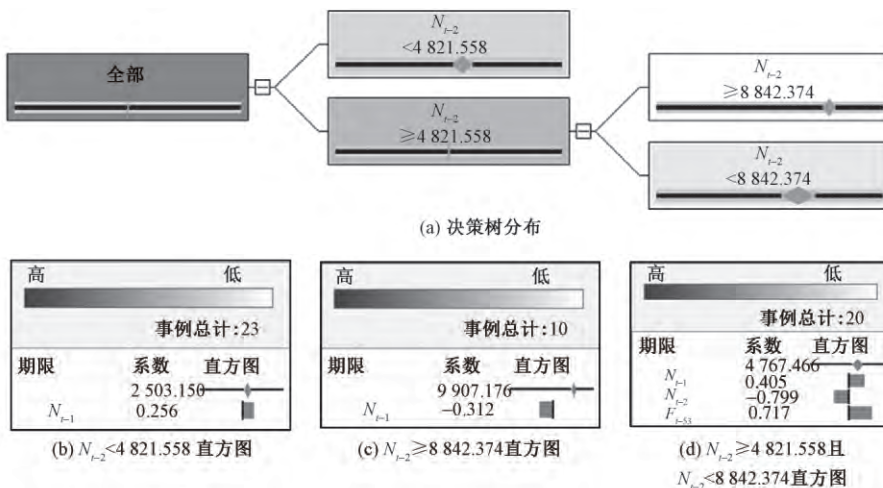 全部
N_{t-2}
<4 821.558
N_{t-2}
≥4 821.558
N_{t-2}
≥8 842.374
N_{t-2}
<8 842.374
(a) 决策树分布
高 低
事例总计:23
期限 系数 直方图
2 503.150
N_{t-1} 0.256
(b) N_{t-2}<4 821.558 直方图
高 低
事例总计:10
期限 系数 直方图
9 907.176
N_{t-1} −0.312
(c) N_{t-2}≥8 842.374直方图
高 低
事例总计:20
期限 系数 直方图
4 767.466
N_{t-1} 0.405
N_{t-2} −0.799
F_{t-53} 0.717
(d) N_{t-2}≥4 821.558且
N_{t-2}<8 842.374直方图